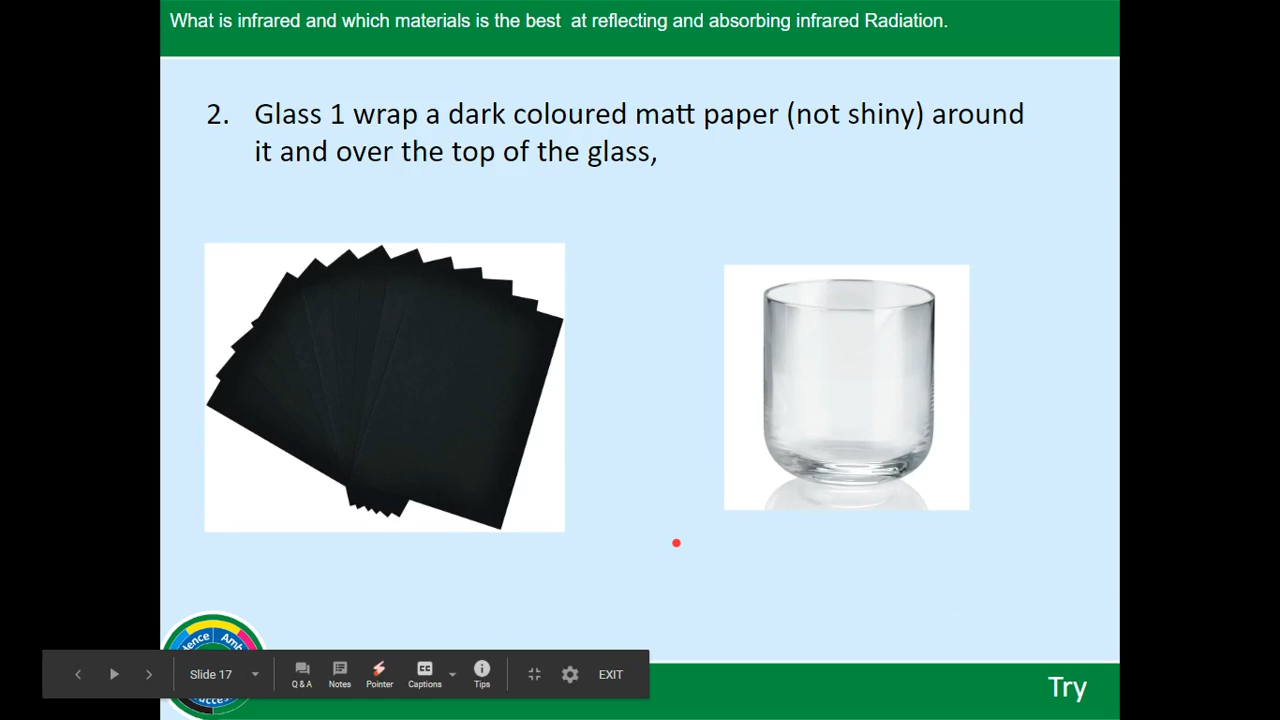 What is infrared and which materials is the best  at reflecting and absorbing infrared Radiation.
2. Glass 1 wrap a dark coloured matt paper (not shiny) around
it and over the top of the glass,
Slide 17
Q & A
Notes
Pointer
CC
Captions
Tips
EXIT
Try